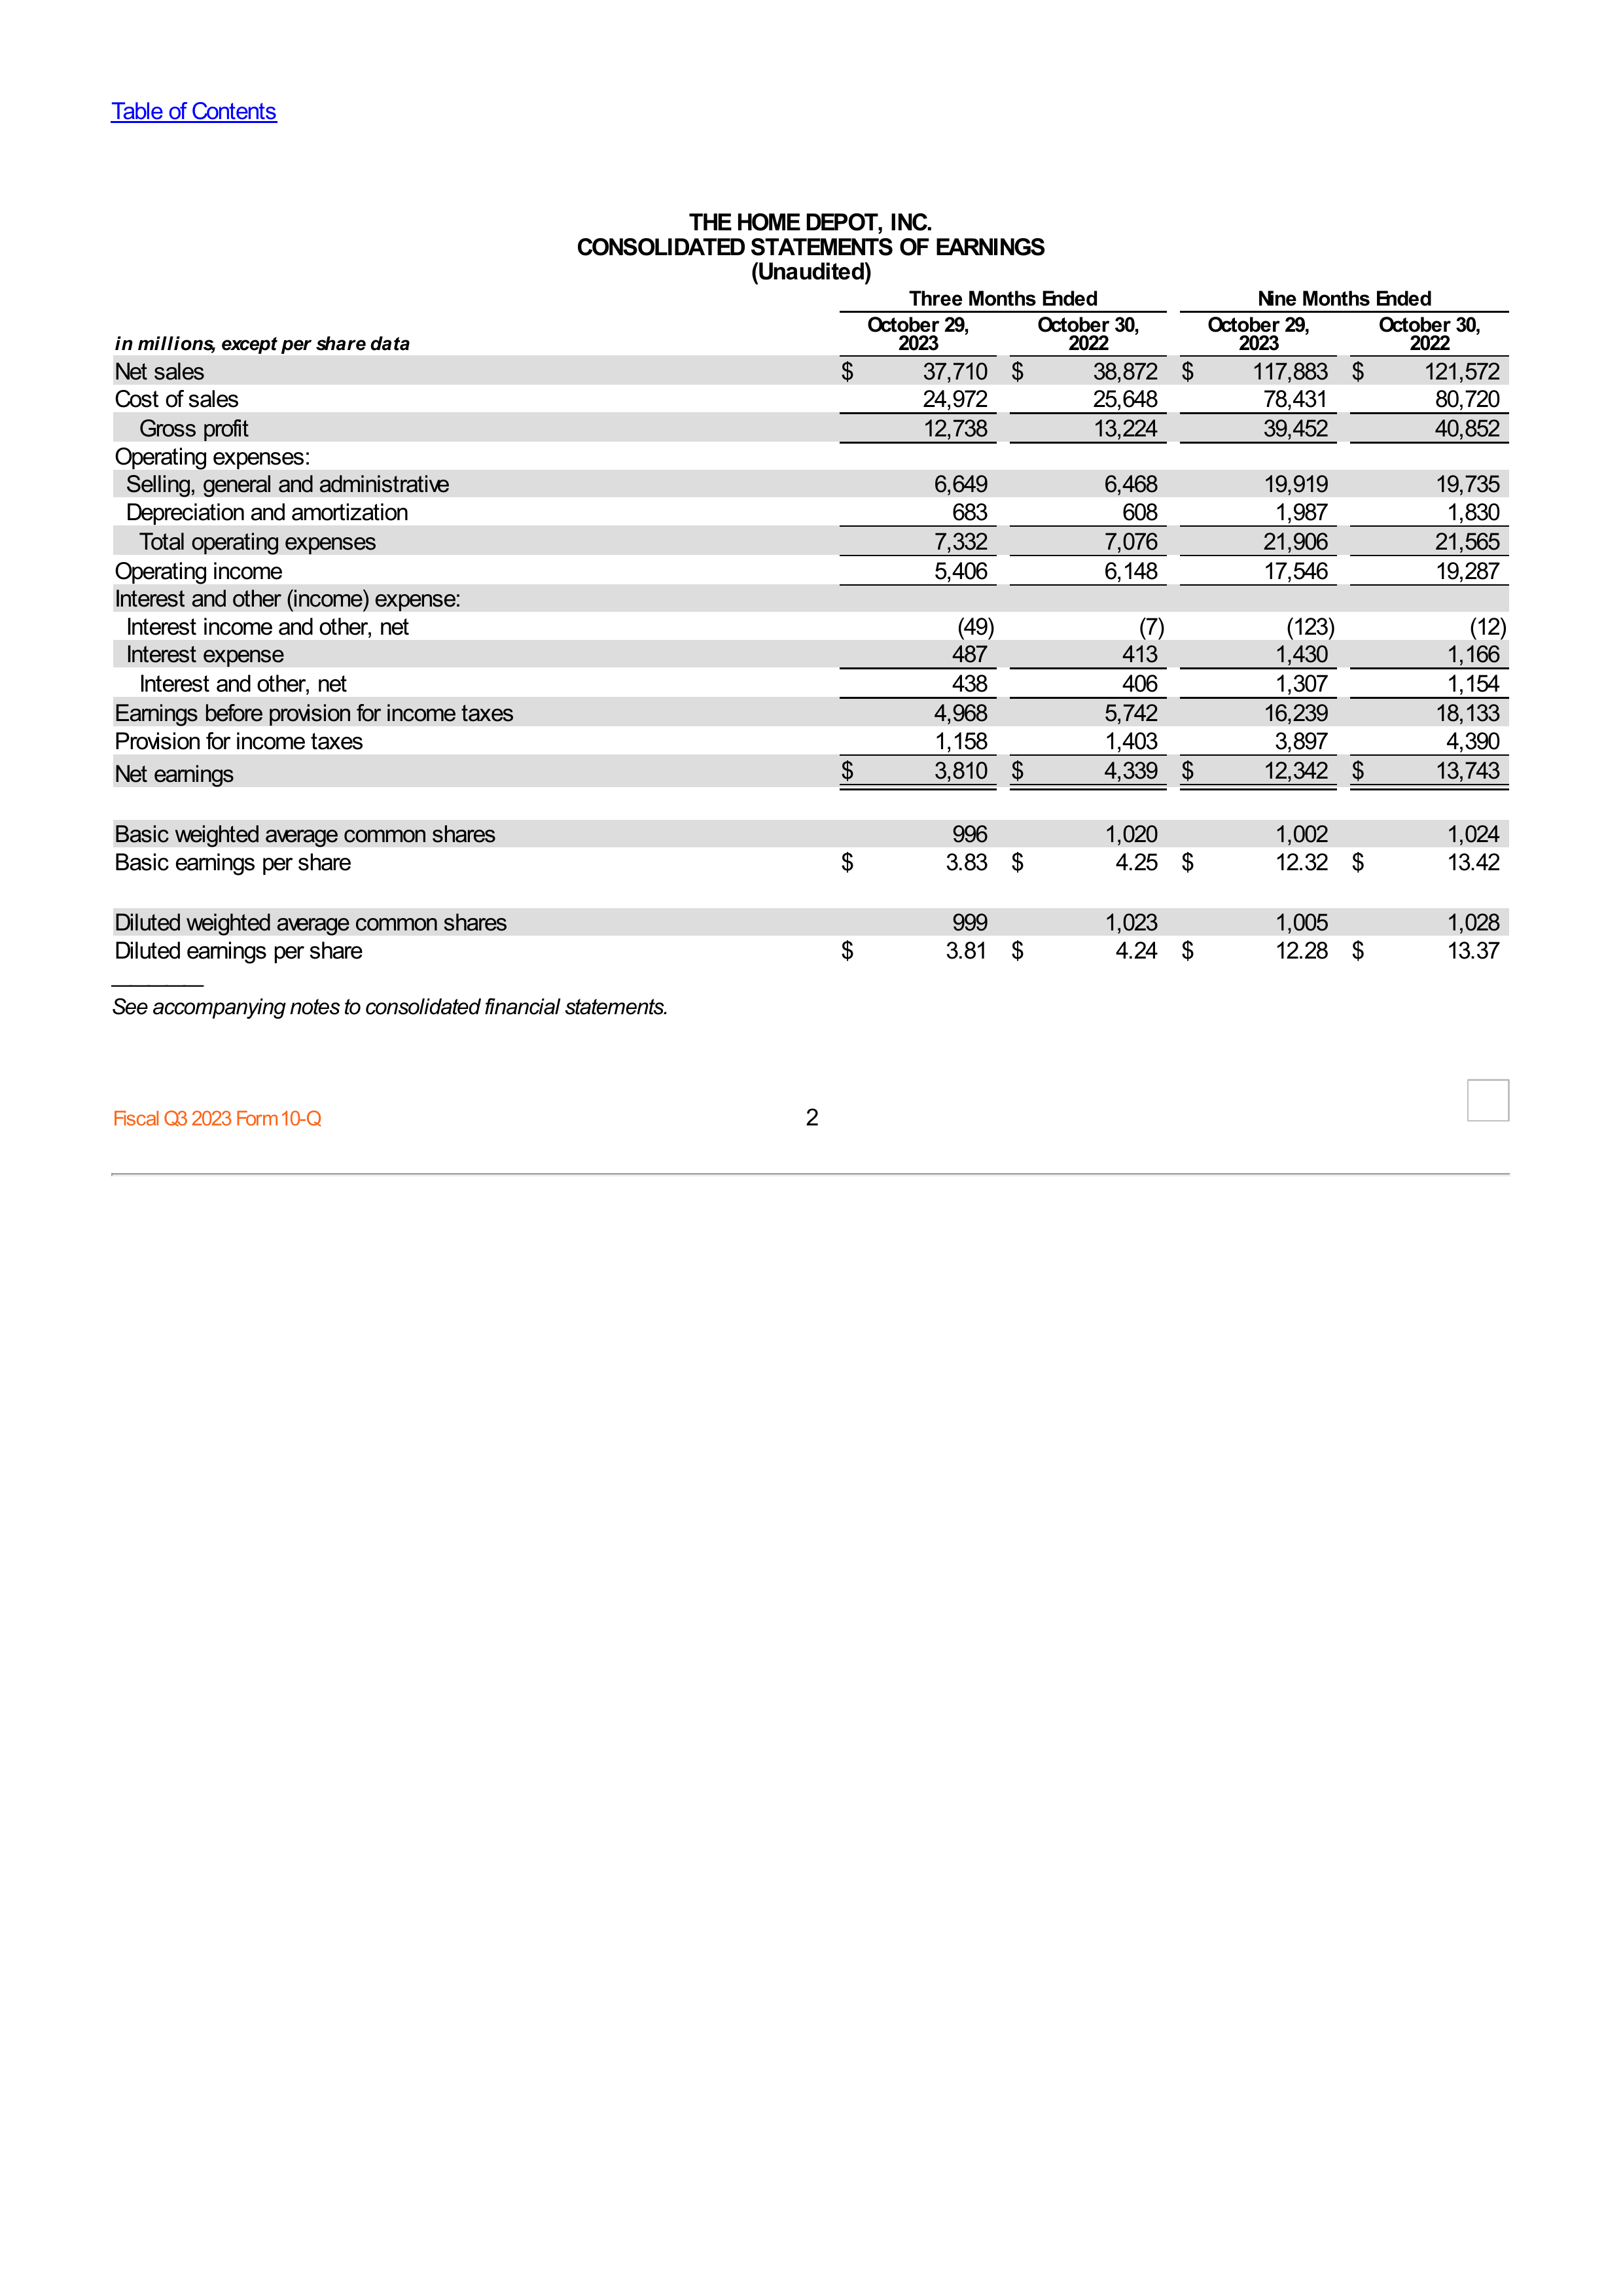 Table of Contents
THE HOME DEPOT, INC.
CONSOLIDATED STATEMENTS OF EARNINGS
(Unaudited)
Three Months Ended Nine Months Ended
in millions, except per share data October 29, 2023 October 30, 2022 October 29, 2023 October 30, 2022
Net sales $ 37,710 $ 38,872 $ 117,883 $ 121,572
Cost of sales 24,972 25,648 78,431 80,720
Gross profit 12,738 13,224 39,452 40,852
Operating expenses:
Selling, general and administrative 6,649 6,468 19,919 19,735
Depreciation and amortization 683 608 1,987 1,830
Total operating expenses 7,332 7,076 21,906 21,565
Operating income 5,406 6,148 17,546 19,287
Interest and other (income) expense:
Interest income and other, net (49) (7) (123) (12)
Interest expense 487 413 1,430 1,166
Interest and other, net 438 406 1,307 1,154
Earnings before provision for income taxes 4,968 5,742 16,239 18,133
Provision for income taxes 1,158 1,403 3,897 4,390
Net earnings $ 3,810 $ 4,339 $ 12,342 $ 13,743
Basic weighted average common shares 996 1,020 1,002 1,024
Basic earnings per share $ 3.83 $ 4.25 $ 12.32 $ 13.42
Diluted weighted average common shares 999 1,023 1,005 1,028
Diluted earnings per share $ 3.81 $ 4.24 $ 12.28 $ 13.37
See accompanying notes to consolidated financial statements.
Fiscal Q3 2023 Form 10-Q 2